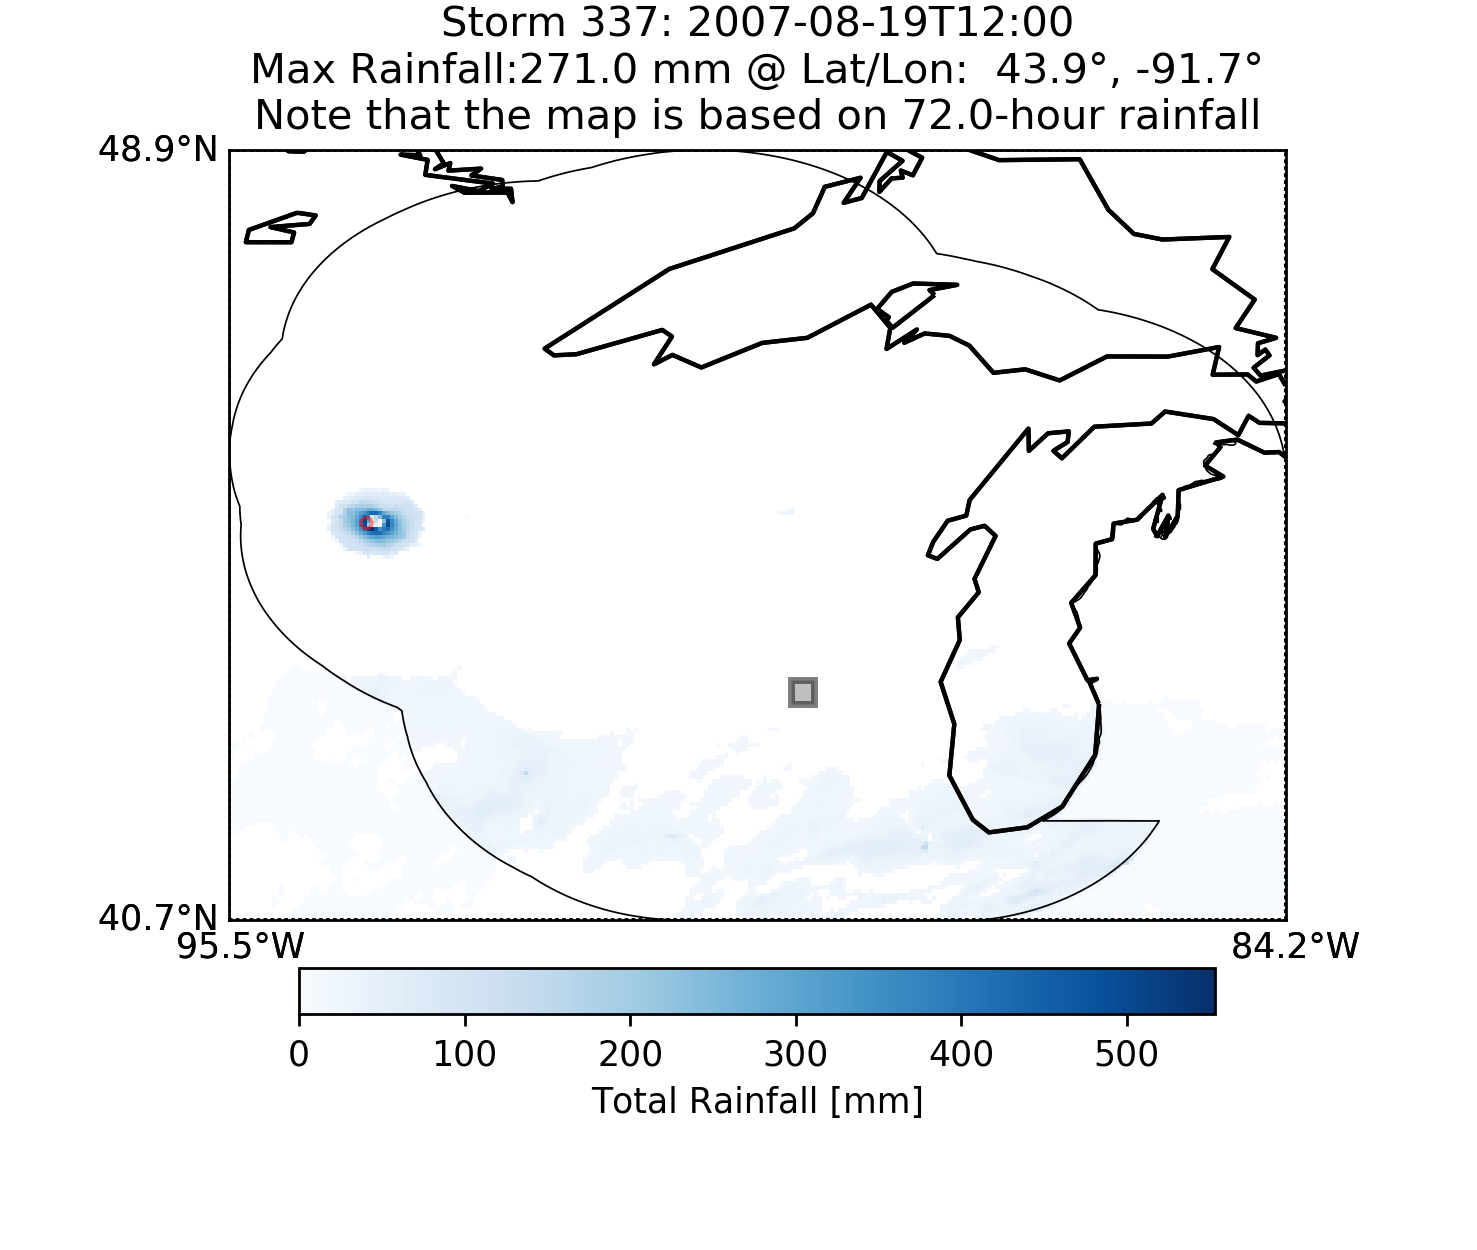 Storm 337: 2007-08-19T12:00
Max Rainfall:271.0 mm @ Lat/Lon:  43.9°, -91.7°
Note that the map is based on 72.0-hour rainfall
48.9°N
40.7°N
95.5°W 84.2°W
0 100 200 300 400 500
Total Rainfall [mm]